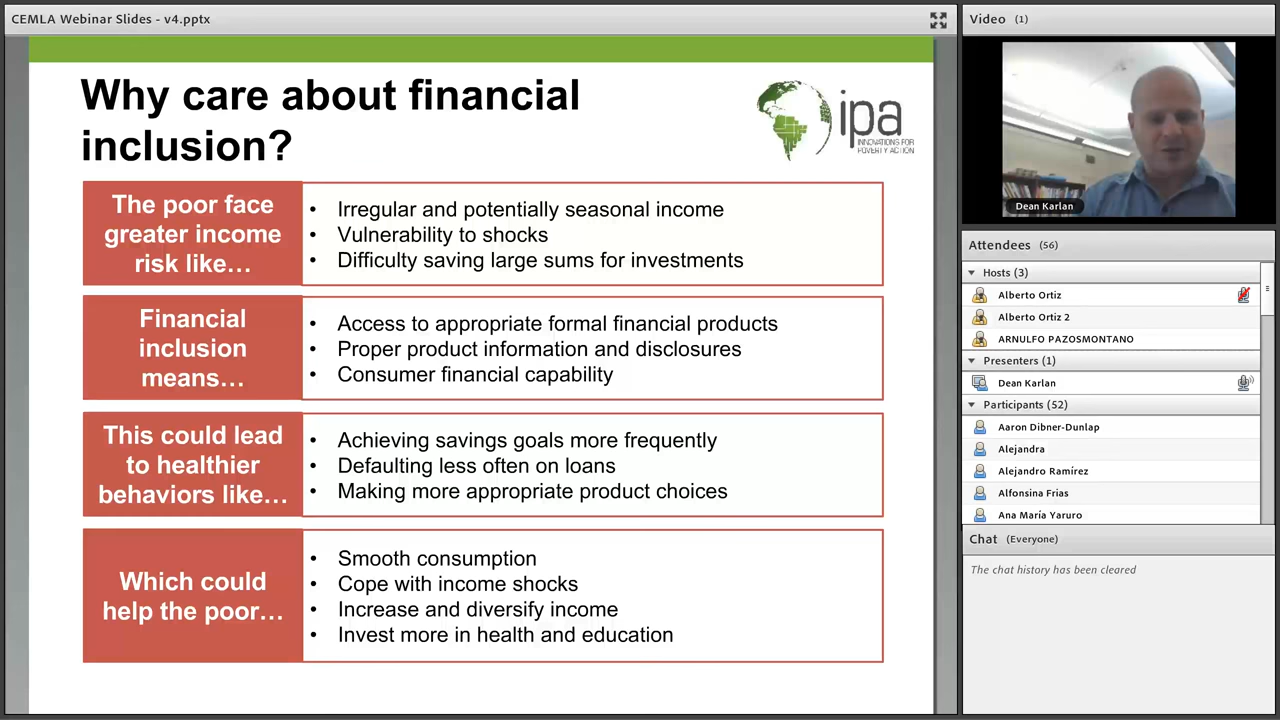 CEMLA Webinar Slides - v4.pptx
Why care about financial
inclusion?
ipa
INNOVATIONS FOR
POVERTY ACTION
The poor face
greater income
risk like…
• Irregular and potentially seasonal income
• Vulnerability to shocks
• Difficulty saving large sums for investments
Financial
inclusion
means…
• Access to appropriate formal financial products
• Proper product information and disclosures
• Consumer financial capability
This could lead
to healthier
behaviors like…
• Achieving savings goals more frequently
• Defaulting less often on loans
• Making more appropriate product choices
Which could
help the poor…
• Smooth consumption
• Cope with income shocks
• Increase and diversify income
• Invest more in health and education
Video (1)
Dean Karlan
Attendees (56)
Hosts (3)
Alberto Ortiz
Alberto Ortiz 2
ARNULFO PAZOSMONTANO
Presenters (1)
Dean Karlan
Participants (52)
Aaron Dibner-Dunlap
Alejandra
Alejandro Ramírez
Alfonsina Frias
Ana María Yaruro
Chat (Everyone)
The chat history has been cleared